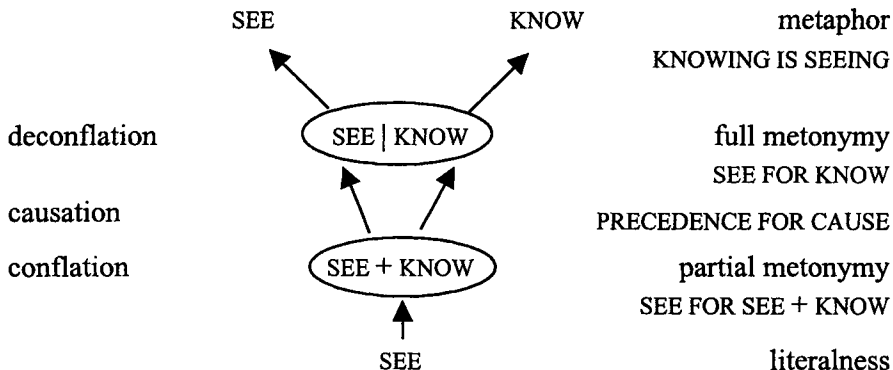 SEE KNOW metaphor
KNOWING IS SEEING
deconflation SEE | KNOW full metonymy
SEE FOR KNOW
causation PRECEDENCE FOR CAUSE
conflation SEE + KNOW partial metonymy
SEE FOR SEE + KNOW
SEE literalness